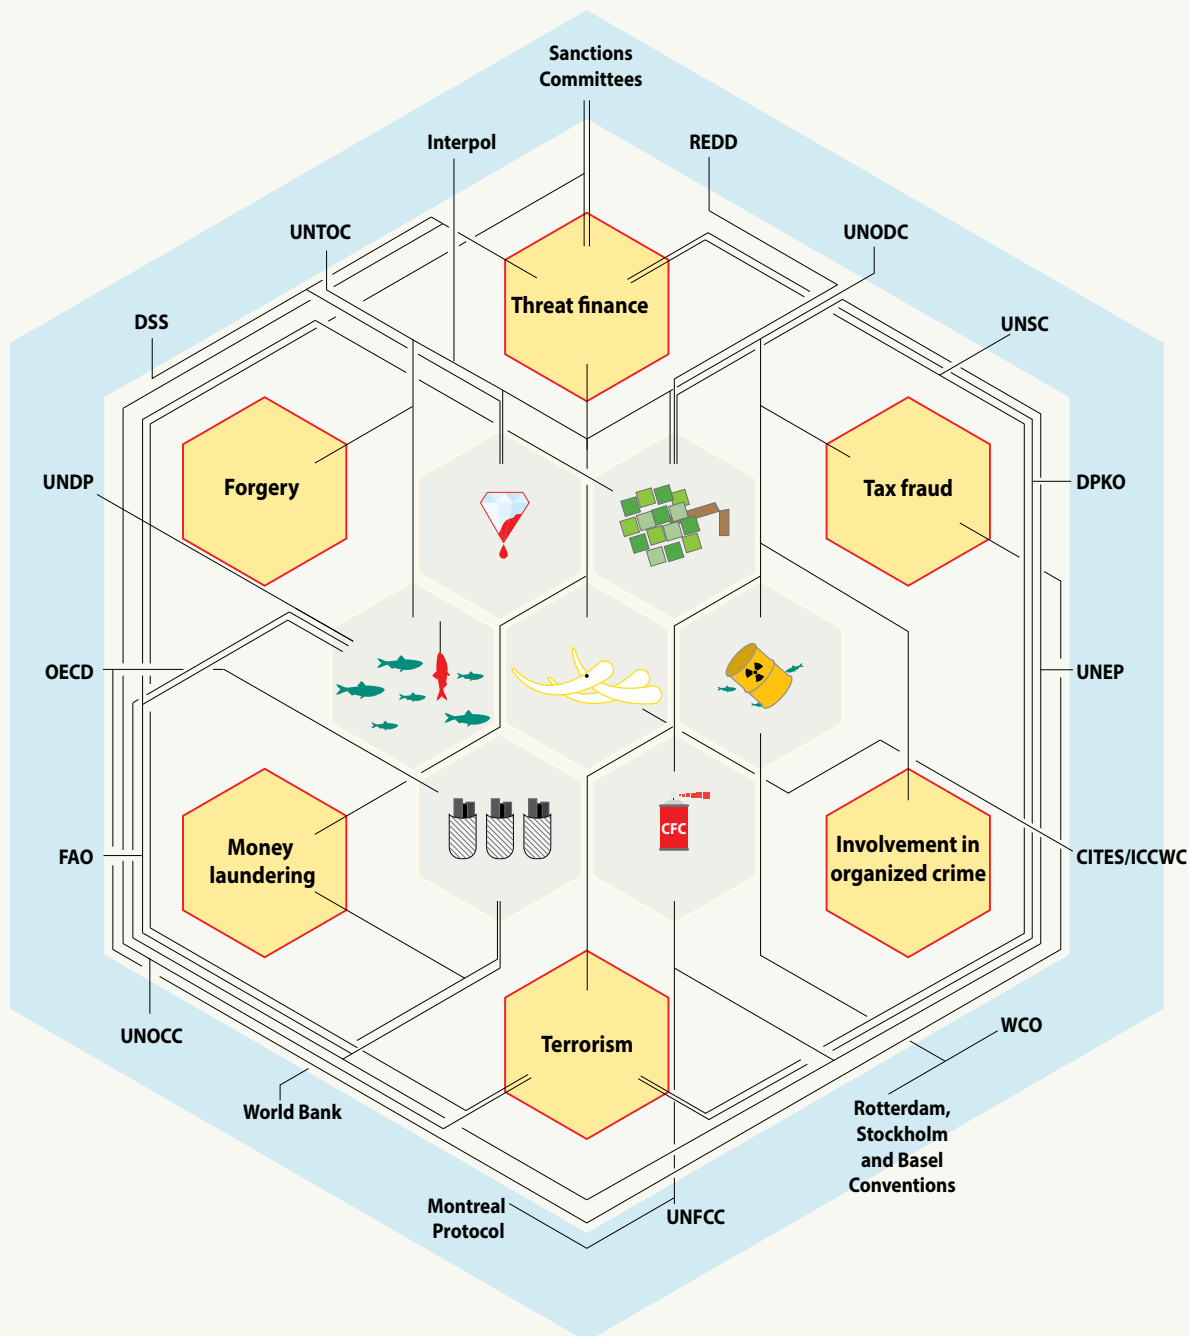 Sanctions
Committees
Interpol
REDD
UNTOC
UNODC
DSS
UNSC
Threat finance
Forgery
Tax fraud
UNDP
DPKO
OECD
UNEP
CFC
Money
laundering
Involvement in
organized crime
FAO
CITES/ICCWC
Terrorism
UNOCC
WCO
World Bank
Rotterdam,
Stockholm
and Basel
Conventions
Montreal
Protocol
UNFCC